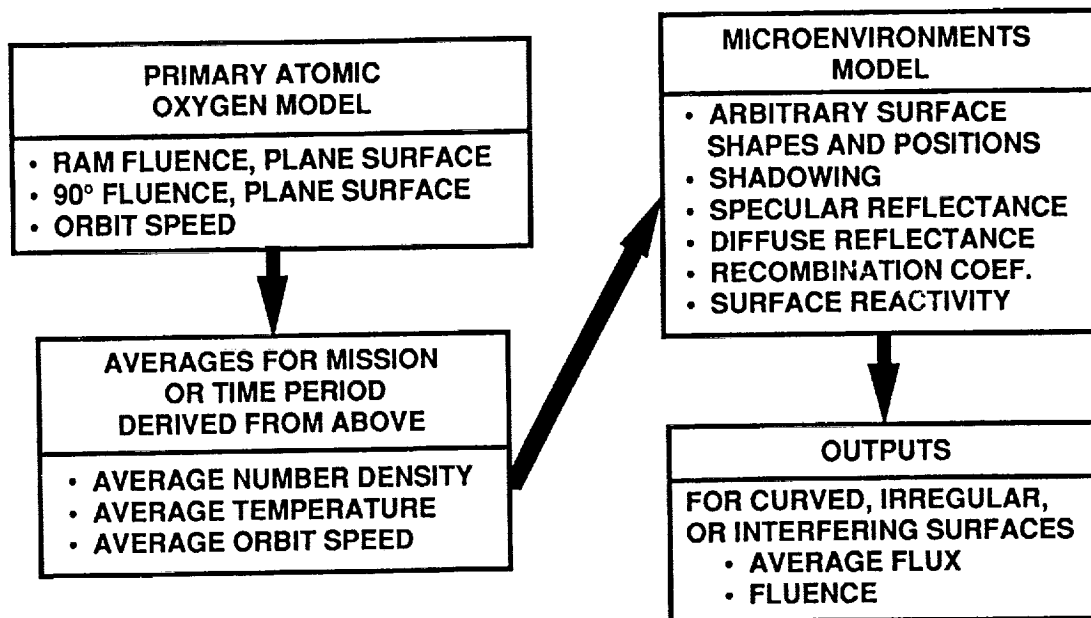 PRIMARY ATOMIC
OXYGEN MODEL
• RAM FLUENCE, PLANE SURFACE
• 90° FLUENCE, PLANE SURFACE
• ORBIT SPEED
AVERAGES FOR MISSION
OR TIME PERIOD
DERIVED FROM ABOVE
• AVERAGE NUMBER DENSITY
• AVERAGE TEMPERATURE
• AVERAGE ORBIT SPEED
MICROENVIRONMENTS
MODEL
• ARBITRARY SURFACE
SHAPES AND POSITIONS
• SHADOWING
• SPECULAR REFLECTANCE
• DIFFUSE REFLECTANCE
• RECOMBINATION COEF.
• SURFACE REACTIVITY
OUTPUTS
FOR CURVED, IRREGULAR,
OR INTERFERING SURFACES
• AVERAGE FLUX
• FLUENCE